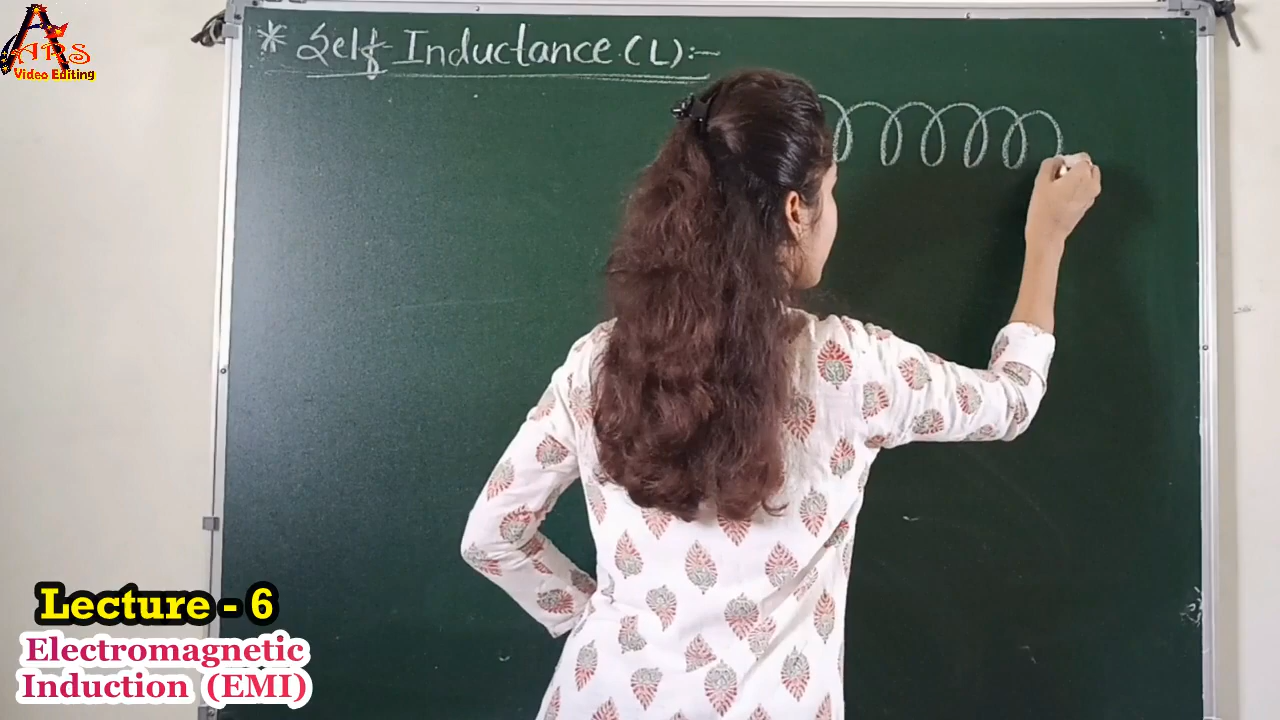 ARS
Video Editing
* Self Inductance (L):-
Lecture - 6
Electromagnetic
Induction (EMI)